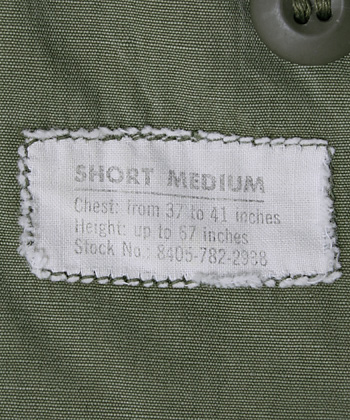 SHORT MEDIUM
Chest: from 37 to 41 inches
Height: up to 67 inches
Stock No.: 8405-782-2938